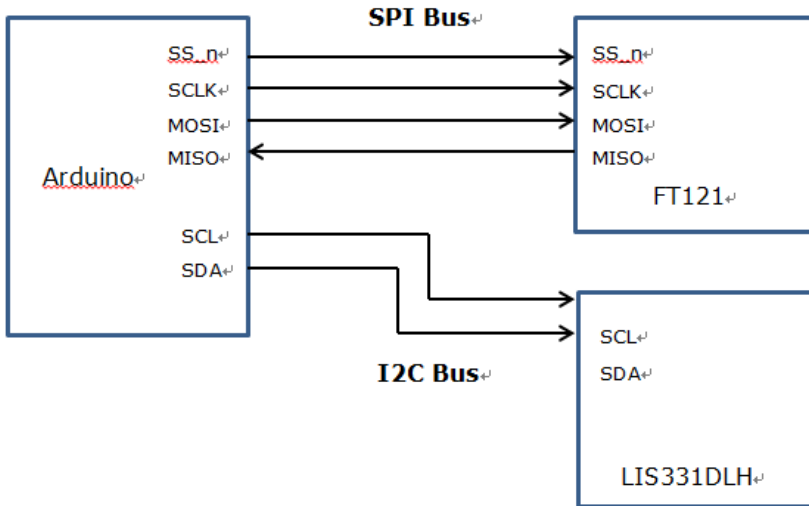 SPI Bus↵
SS_n↵
SCLK↵
MOSI↵
MISO↵
Arduino↵
SCL↵
SDA↵
SS_n↵
SCLK↵
MOSI↵
MISO↵
FT121↵
I2C Bus↵
SCL↵
SDA↵
LIS331DLH↵